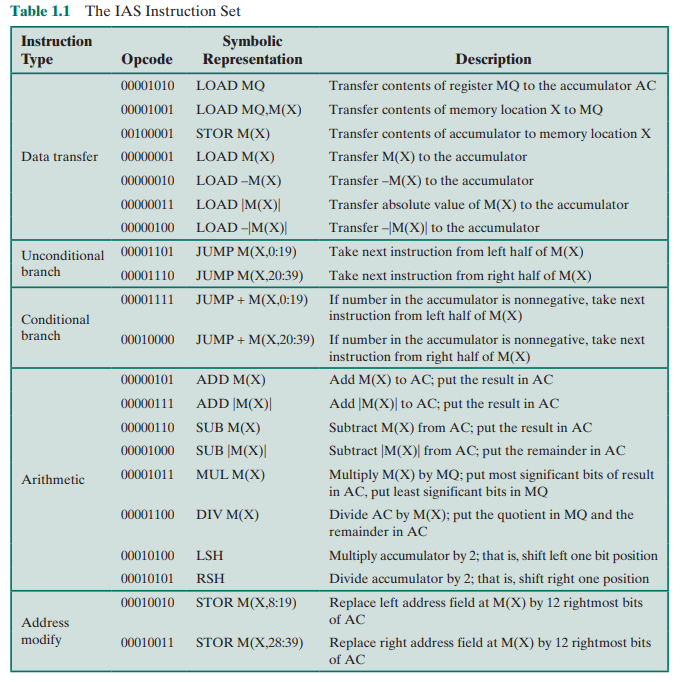 Table 1.1 The IAS Instruction Set
Instruction Type Opcode Symbolic Representation Description
Data transfer
00001010 LOAD MQ Transfer contents of register MQ to the accumulator AC
00001001 LOAD MQ,M(X) Transfer contents of memory location X to MQ
00100001 STOR M(X) Transfer contents of accumulator to memory location X
00000001 LOAD M(X) Transfer M(X) to the accumulator
00000010 LOAD –M(X) Transfer –M(X) to the accumulator
00000011 LOAD |M(X)| Transfer absolute value of M(X) to the accumulator
00000100 LOAD –|M(X)| Transfer –|M(X)| to the accumulator
Unconditional branch
00001101 JUMP M(X,0:19) Take next instruction from left half of M(X)
00001110 JUMP M(X,20:39) Take next instruction from right half of M(X)
Conditional branch
00001111 JUMP + M(X,0:19) If number in the accumulator is nonnegative, take next
instruction from left half of M(X)
00010000 JUMP + M(X,20:39) If number in the accumulator is nonnegative, take next
instruction from right half of M(X)
Arithmetic
00000101 ADD M(X) Add M(X) to AC; put the result in AC
00000111 ADD |M(X)| Add |M(X)| to AC; put the result in AC
00000110 SUB M(X) Subtract M(X) from AC; put the result in AC
00001000 SUB |M(X)| Subtract |M(X)| from AC; put the remainder in AC
00001011 MUL M(X) Multiply M(X) by MQ; put most significant bits of result
in AC, put least significant bits in MQ
00001100 DIV M(X) Divide AC by M(X); put the quotient in MQ and the
remainder in AC
00010100 LSH Multiply accumulator by 2; that is, shift left one bit position
00010101 RSH Divide accumulator by 2; that is, shift right one position
Address modify
00010010 STOR M(X,8:19) Replace left address field at M(X) by 12 rightmost bits
of AC
00010011 STOR M(X,28:39) Replace right address field at M(X) by 12 rightmost bits
of AC